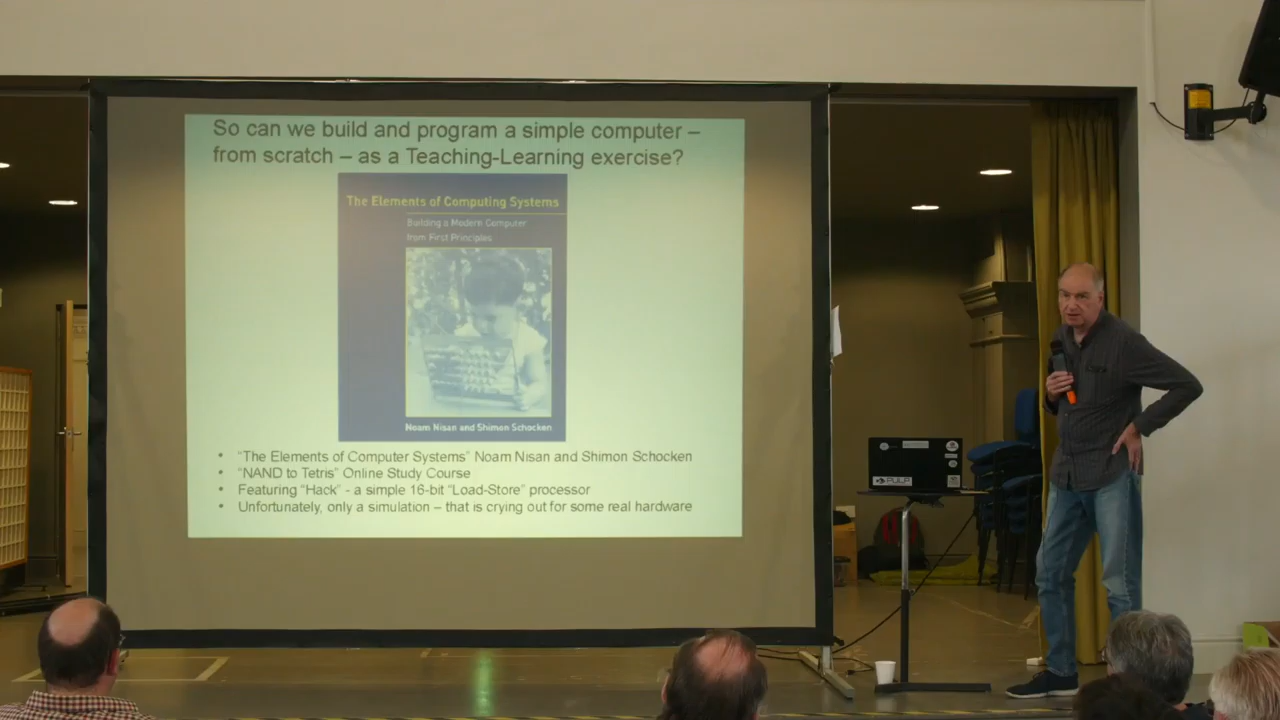 So can we build and program a simple computer –
from scratch – as a Teaching-Learning exercise?
The Elements of Computing Systems
Building a Modern Computer
from First Principles
Noam Nisan and Shimon Schocken
• "The Elements of Computer Systems" Noam Nisan and Shimon Schocken
• "NAND to Tetris" Online Study Course
• Featuring "Hack" - a simple 16-bit "Load-Store" processor
• Unfortunately, only a simulation – that is crying out for some real hardware
PULP